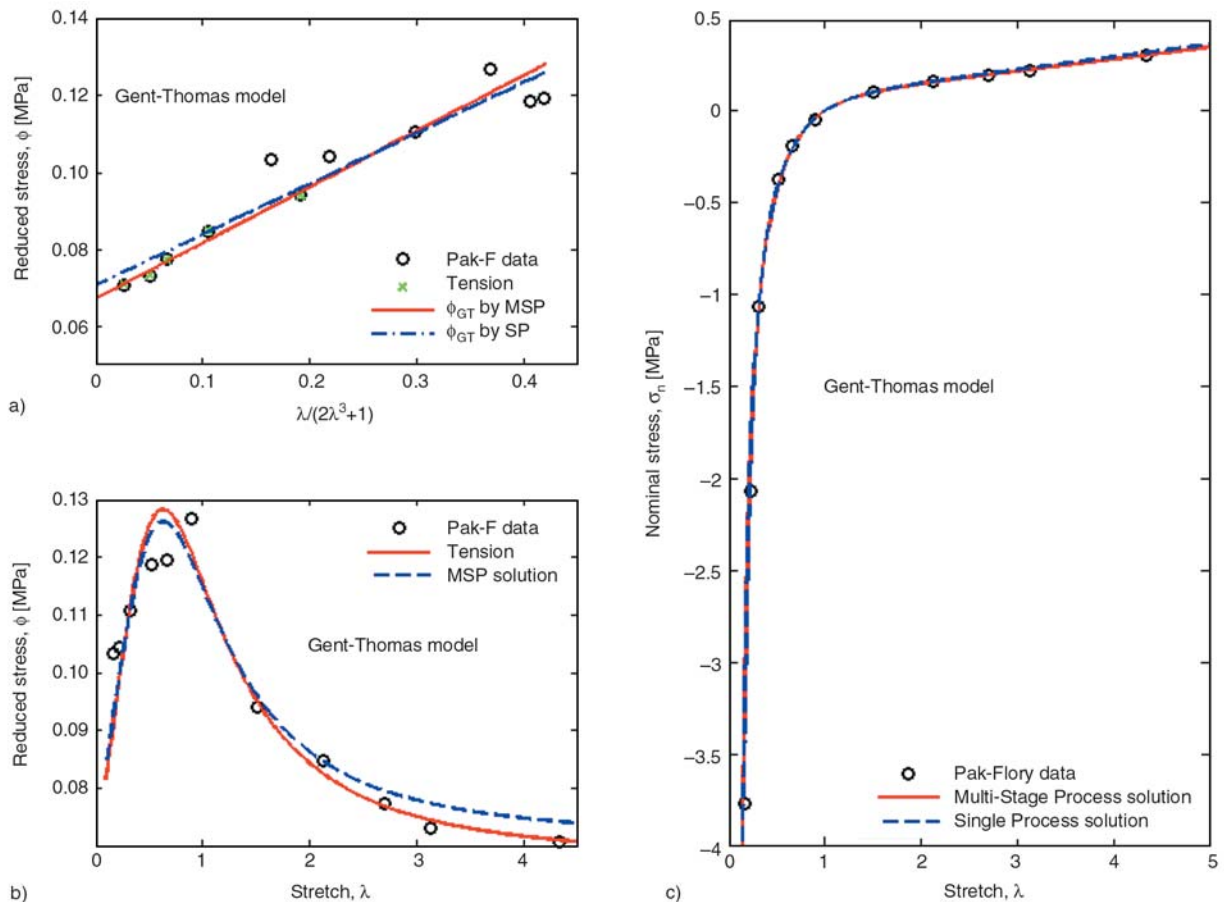 0.14
0.12
0.10
0.08
0.06
Reduced stress, ϕ [MPa]
Gent-Thomas model
Pak-F data
Tension
ϕGT by MSP
ϕGT by SP
0
0.1
0.2
0.3
0.4
λ/(2λ³+1)
a)
0.13
0.12
0.11
0.10
0.09
0.08
Reduced stress, ϕ [MPa]
Pak-F data
Tension
MSP solution
Gent-Thomas model
0
1
2
3
4
Stretch, λ
b)
0.5
0
−0.5
−1
−1.5
−2
−2.5
−3
−3.5
−4
Nominal stress, σn [MPa]
Gent-Thomas model
Pak-Flory data
Multi-Stage Process solution
Single Process solution
0
1
2
3
4
5
Stretch, λ
c)